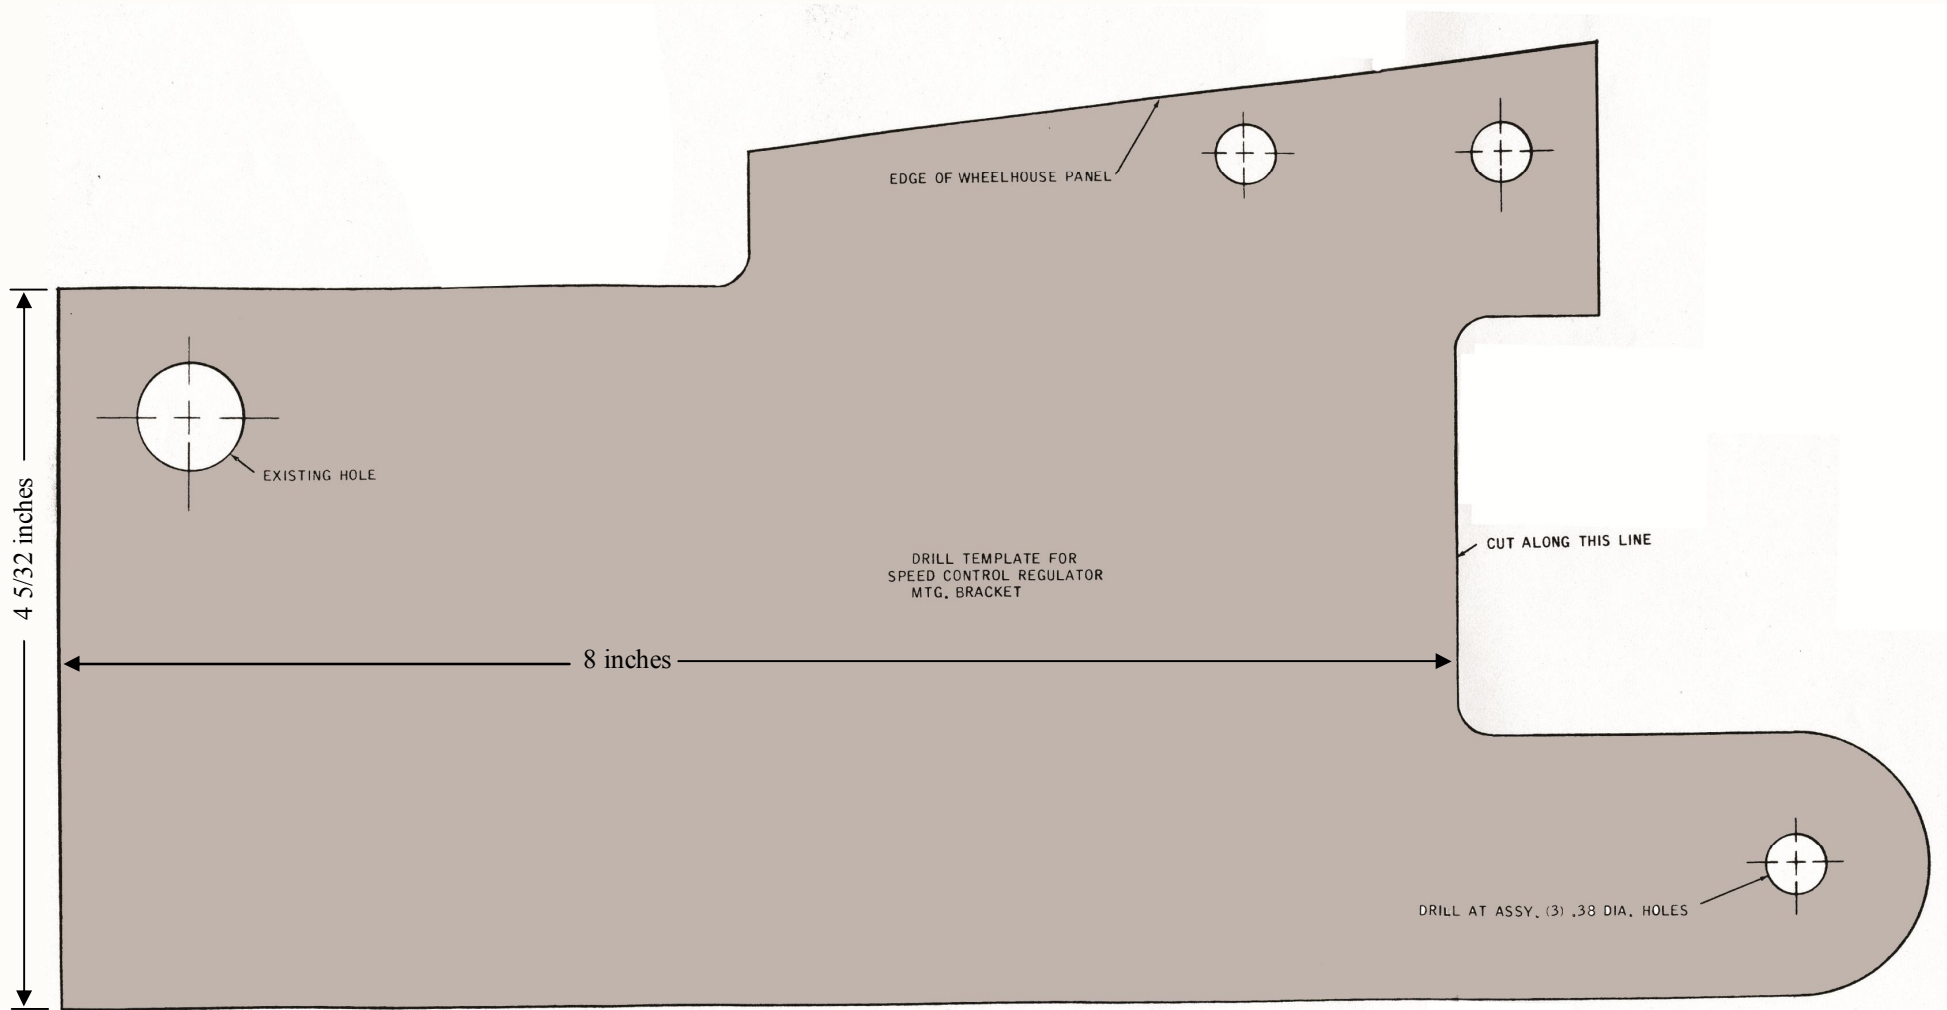 EDGE OF WHEELHOUSE PANEL
EXISTING HOLE
4 5/32 inches
CUT ALONG THIS LINE
DRILL TEMPLATE FOR
SPEED CONTROL REGULATOR
MTG. BRACKET
8 inches
DRILL AT ASSY. (3) .38 DIA. HOLES